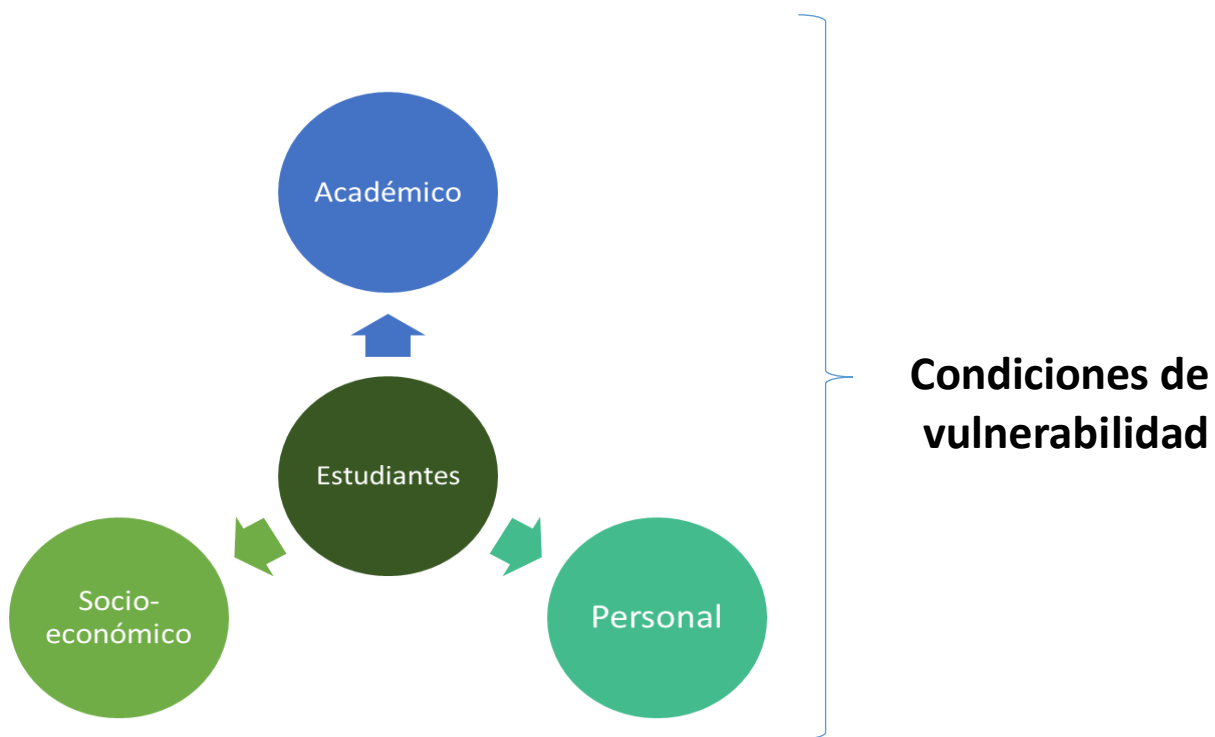 Académico
Estudiantes
Socio-
económico
Personal
Condiciones de
vulnerabilidad